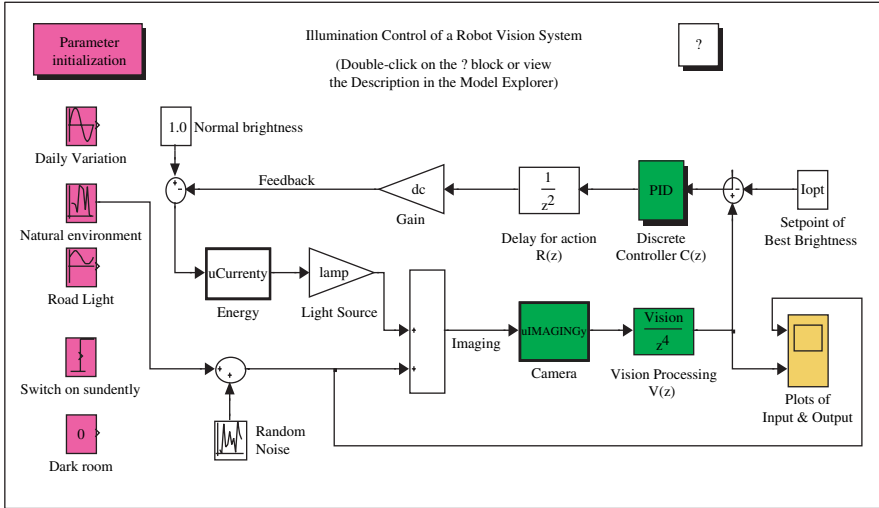 Parameter
initialization
Illumination Control of a Robot Vision System
(Double-click on the ? block or view
the Description in the Model Explorer)
?
Daily Variation
1.0
Normal brightness
+
-
Feedback
dc
Gain
1
z2
Delay for action
R(z)
PID
Discrete
Controller C(z)
-
+
Iopt
Setpoint of
Best Brightness
Natural environment
Road Light
uCurrenty
Energy
lamp
Light Source
+
+
Imaging
uIMAGINGy
Camera
Vision
z4
Vision Processing
V(z)
Plots of
Input & Output
Switch on sundently
+
+
Random
Noise
0
Dark room